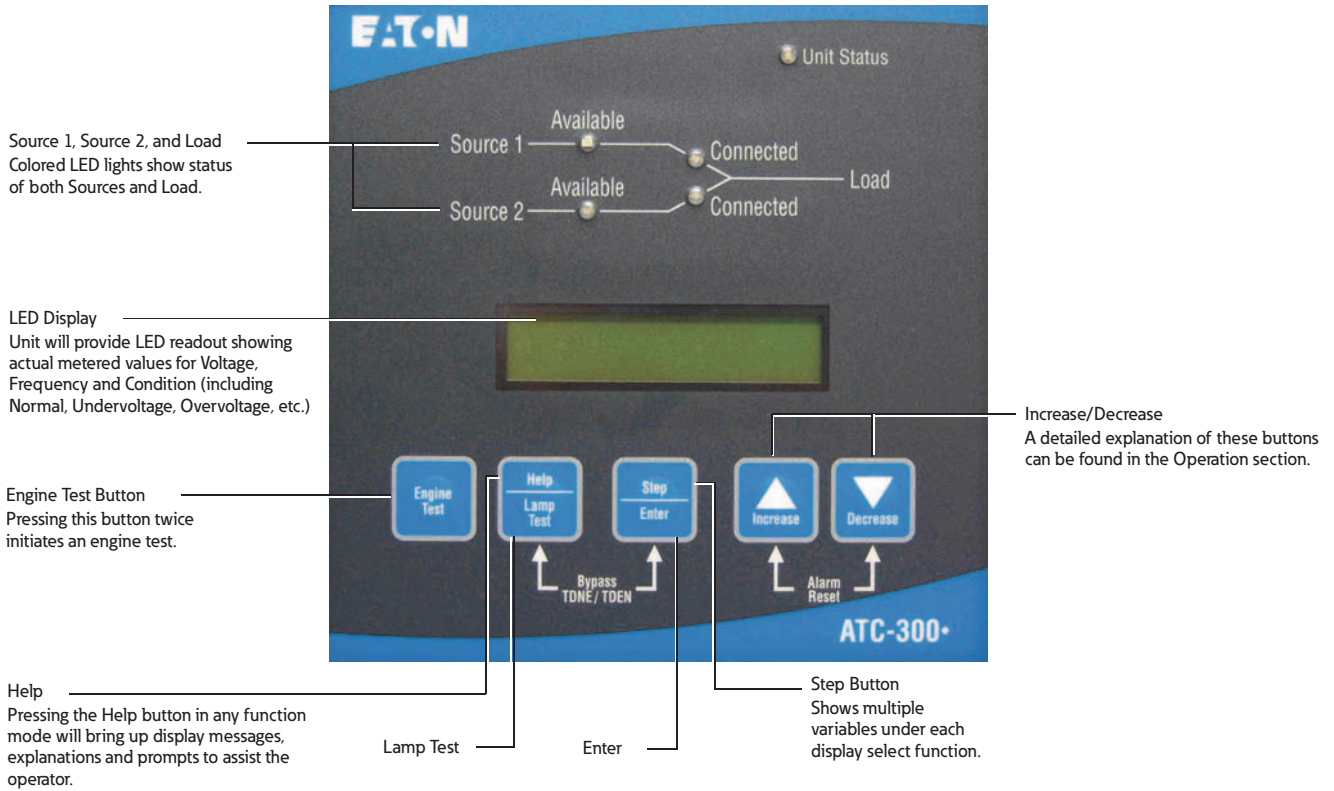 EATON
Unit Status
Source 1, Source 2, and Load
Colored LED lights show status
of both Sources and Load.
Available
Source 1
Connected
Load
Available
Source 2
Connected
LED Display
Unit will provide LED readout showing
actual metered values for Voltage,
Frequency and Condition (including
Normal, Undervoltage, Overvoltage, etc.)
Increase/Decrease
A detailed explanation of these buttons
can be found in the Operation section.
Engine Test Button
Pressing this button twice
initiates an engine test.
Engine
Test
Help
Lamp
Test
Step
Enter
Increase
Decrease
Bypass
TDNE/TDEN
Alarm
Reset
ATC-300•
Help
Pressing the Help button in any function
mode will bring up display messages,
explanations and prompts to assist the
operator.
Lamp Test
Enter
Step Button
Shows multiple
variables under each
display select function.